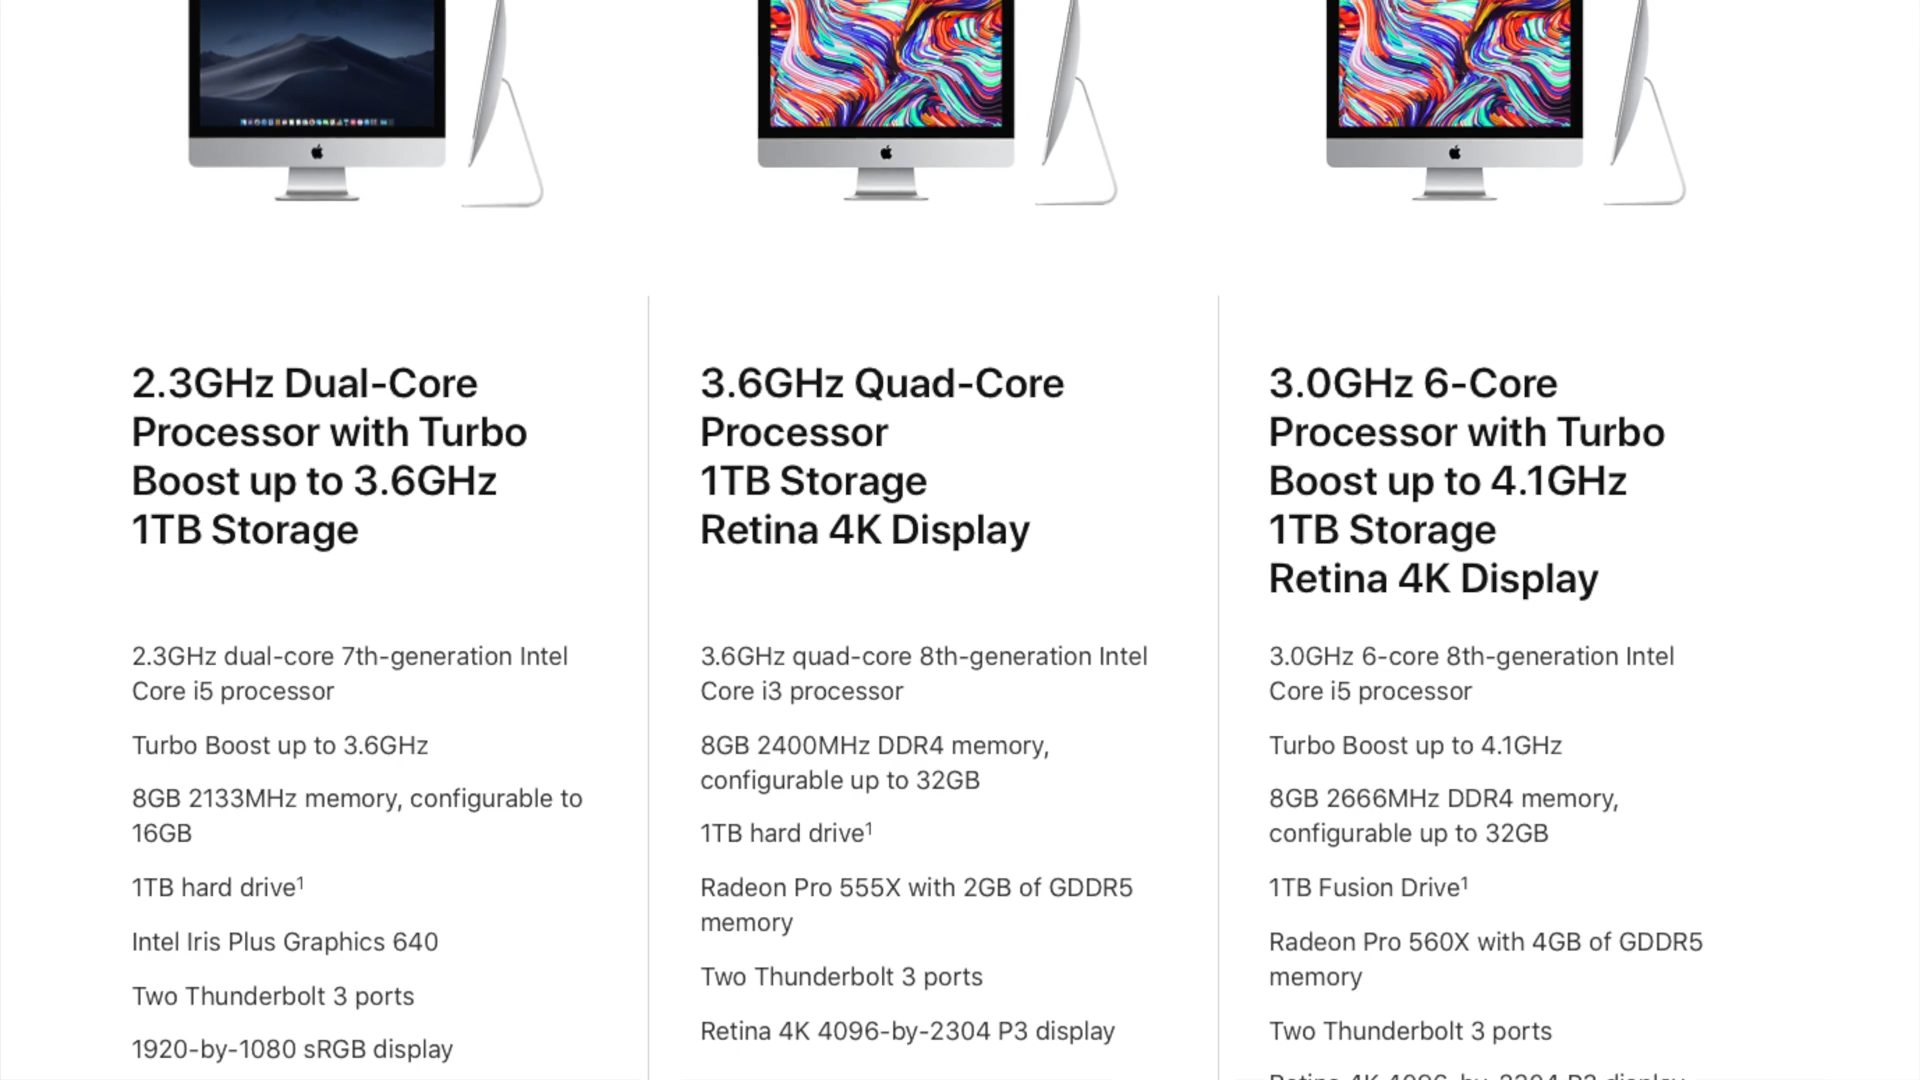 2.3GHz Dual-Core
Processor with Turbo
Boost up to 3.6GHz
1TB Storage
2.3GHz dual-core 7th-generation Intel
Core i5 processor
Turbo Boost up to 3.6GHz
8GB 2133MHz memory, configurable to
16GB
1TB hard drive¹
Intel Iris Plus Graphics 640
Two Thunderbolt 3 ports
1920-by-1080 sRGB display
3.6GHz Quad-Core
Processor
1TB Storage
Retina 4K Display
3.6GHz quad-core 8th-generation Intel
Core i3 processor
8GB 2400MHz DDR4 memory,
configurable up to 32GB
1TB hard drive¹
Radeon Pro 555X with 2GB of GDDR5
memory
Two Thunderbolt 3 ports
Retina 4K 4096-by-2304 P3 display
3.0GHz 6-Core
Processor with Turbo
Boost up to 4.1GHz
1TB Storage
Retina 4K Display
3.0GHz 6-core 8th-generation Intel
Core i5 processor
Turbo Boost up to 4.1GHz
8GB 2666MHz DDR4 memory,
configurable up to 32GB
1TB Fusion Drive¹
Radeon Pro 560X with 4GB of GDDR5
memory
Two Thunderbolt 3 ports
Retina 4K 4096-by-2304 P3 display